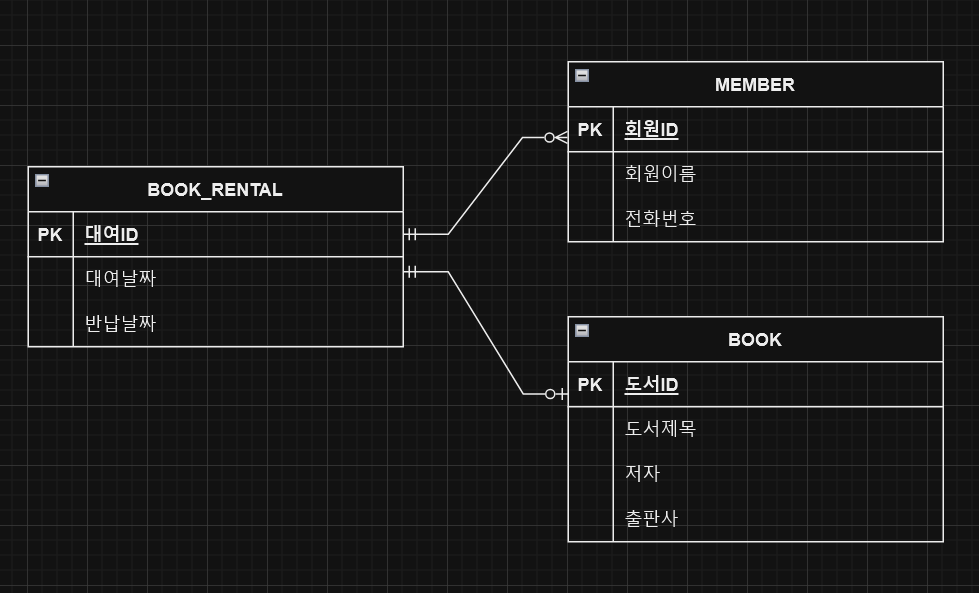 BOOK_RENTAL
PK 대여ID
대여날짜
반납날짜
MEMBER
PK 회원ID
회원이름
전화번호
BOOK
PK 도서ID
도서제목
저자
출판사